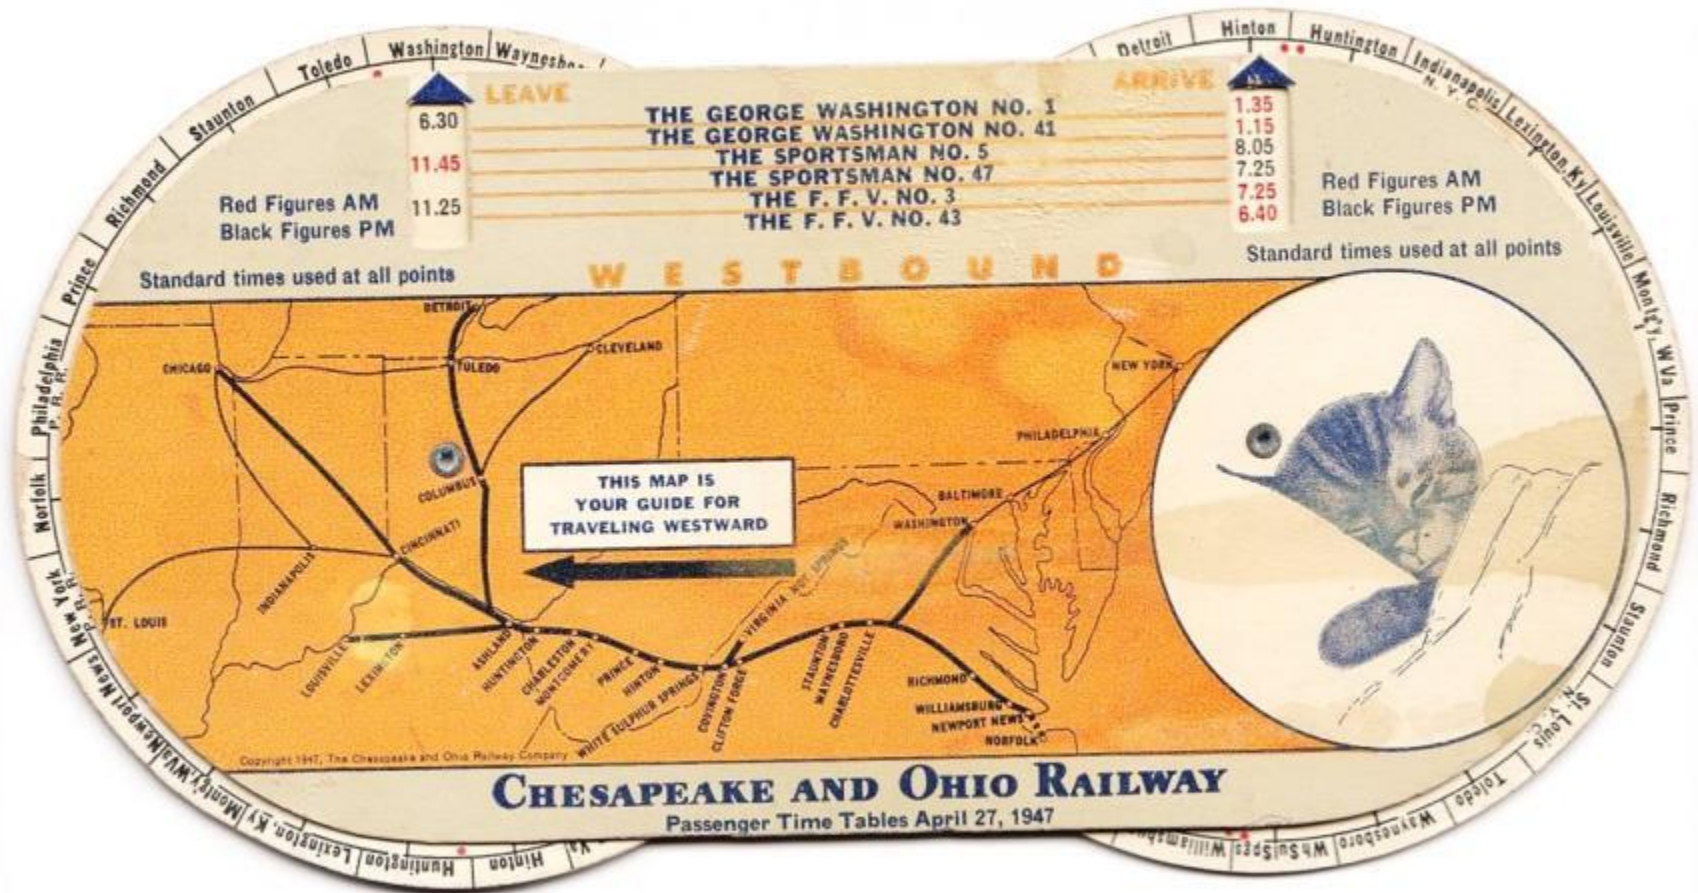 Toledo
Washington
Staunton
Richmond
Prince
Philadelphia
P. R. R.
Norfolk
New York
P. R. R.
Newport News
Montg'y, W Va
Lexington, Ky
Huntington
Hinton
Detroit
Hinton
Huntington
Indianapolis
N. Y. C.
Lexington, Ky
Louisville
Montg'y, W Va
Prince
Richmond
Staunton
St. Louis
N. Y. C.
Toledo
Waynesboro
Wh Sul Spgs
LEAVE
ARRIVE
6.30
11.45
11.25
THE GEORGE WASHINGTON NO. 1
THE GEORGE WASHINGTON NO. 41
THE SPORTSMAN NO. 5
THE SPORTSMAN NO. 47
THE F. F. V. NO. 3
THE F. F. V. NO. 43
1.35
1.15
8.05
7.25
7.25
6.40
Red Figures AM
Black Figures PM
Red Figures AM
Black Figures PM
Standard times used at all points
Standard times used at all points
WESTBOUND
DETROIT
CHICAGO
TOLEDO
CLEVELAND
NEW YORK
PHILADELPHIA
COLUMBUS
THIS MAP IS
YOUR GUIDE FOR
TRAVELING WESTWARD
BALTIMORE
WASHINGTON
CINCINNATI
INDIANAPOLIS
VIRGINIA HOT SPRINGS
ST. LOUIS
LOUISVILLE
LEXINGTON
ASHLAND
HUNTINGTON
CHARLESTON
MONTGOMERY
PRINCE
HINTON
WHITE SULPHUR SPRINGS
COVINGTON
CLIFTON FORGE
STAUNTON
WAYNESBORO
CHARLOTTESVILLE
RICHMOND
WILLIAMSBURG
NEWPORT NEWS
NORFOLK
Copyright 1947, The Chesapeake and Ohio Railway Company
CHESAPEAKE AND OHIO RAILWAY
Passenger Time Tables April 27, 1947